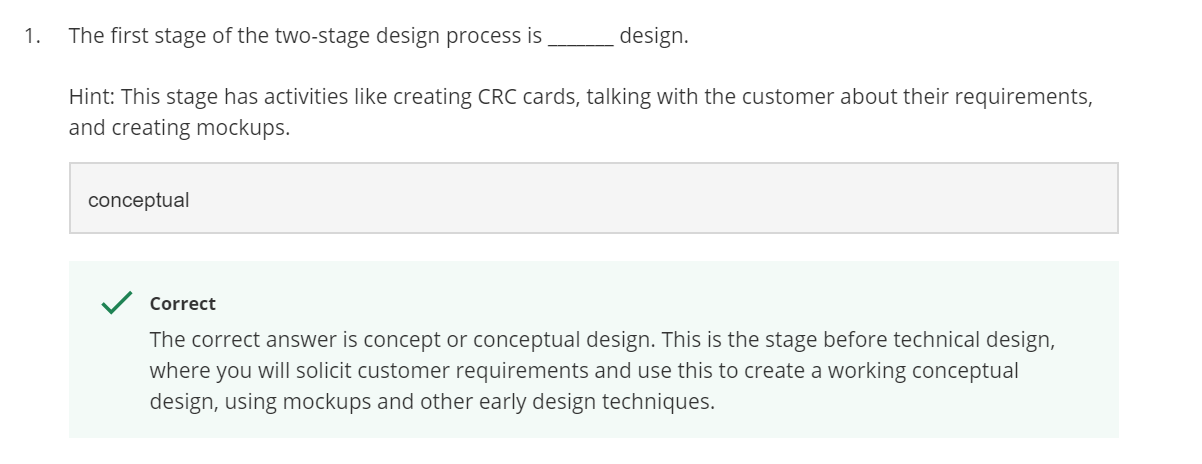 1. The first stage of the two-stage design process is _______ design.
Hint: This stage has activities like creating CRC cards, talking with the customer about their requirements,
and creating mockups.
conceptual
Correct
The correct answer is concept or conceptual design. This is the stage before technical design,
where you will solicit customer requirements and use this to create a working conceptual
design, using mockups and other early design techniques.